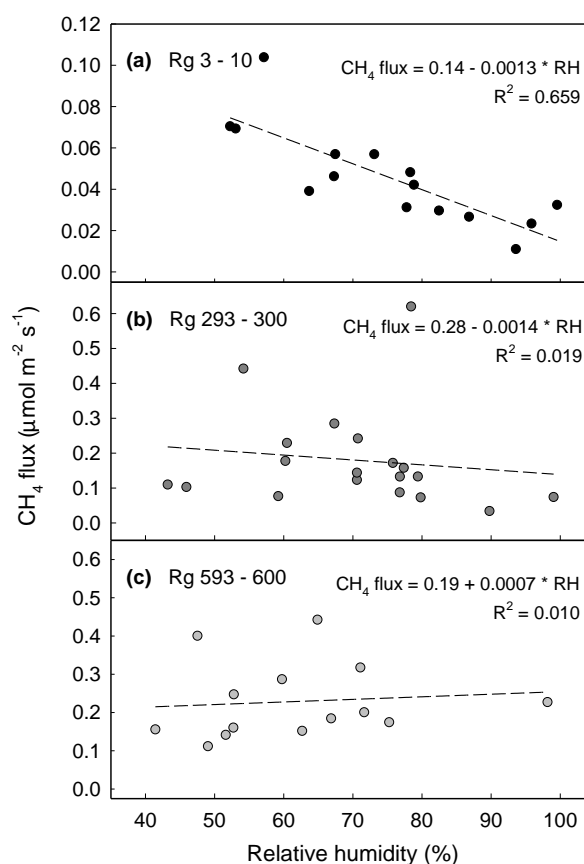 0.12
(a) Rg 3 - 10
CH₄ flux = 0.14 - 0.0013 * RH
R² = 0.659
0.10
0.08
0.06
0.04
0.02
0.00
0.6
(b) Rg 293 - 300
CH₄ flux = 0.28 - 0.0014 * RH
R² = 0.019
0.5
0.4
0.3
0.2
0.1
0.0
CH₄ flux (μmol m⁻² s⁻¹)
0.6
(c) Rg 593 - 600
CH₄ flux = 0.19 + 0.0007 * RH
R² = 0.010
0.5
0.4
0.3
0.2
0.1
0.0
40 50 60 70 80 90 100
Relative humidity (%)